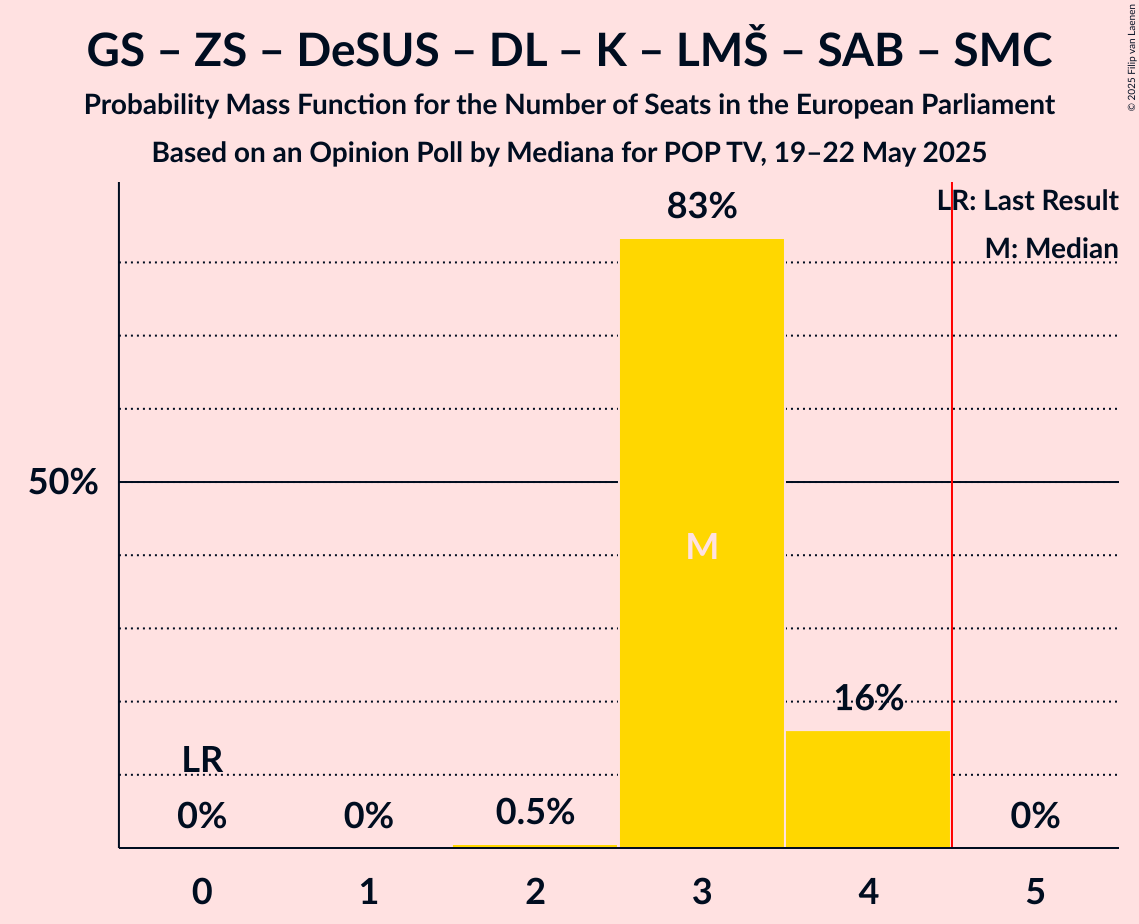 GS – ZS – DeSUS – DL – K – LMŠ – SAB – SMC
Probability Mass Function for the Number of Seats in the European Parliament
Based on an Opinion Poll by Mediana for POP TV, 19–22 May 2025
© 2025 Filip van Laenen
LR: Last Result
M: Median
83%
50%
M
16%
LR
0%
0%
0.5%
0%
0
1
2
3
4
5